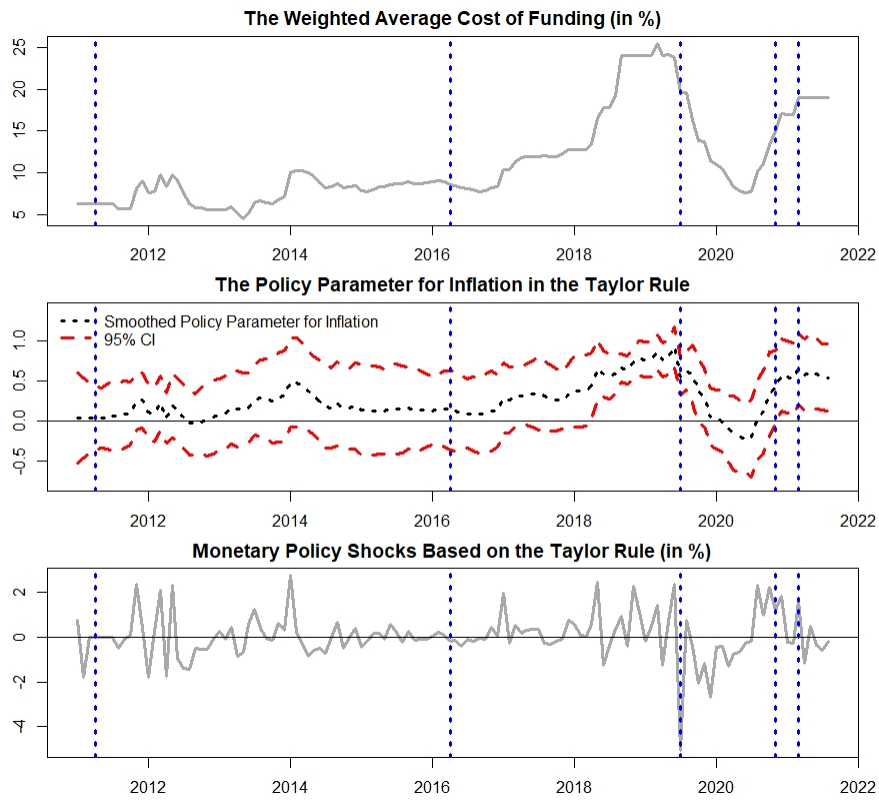 The Weighted Average Cost of Funding (in %)
25
20
15
10
5
2012 2014 2016 2018 2020 2022
The Policy Parameter for Inflation in the Taylor Rule
Smoothed Policy Parameter for Inflation
95% CI
1.0
0.5
0.0
-0.5
2012 2014 2016 2018 2020 2022
Monetary Policy Shocks Based on the Taylor Rule (in %)
2
0
-2
-4
2012 2014 2016 2018 2020 2022